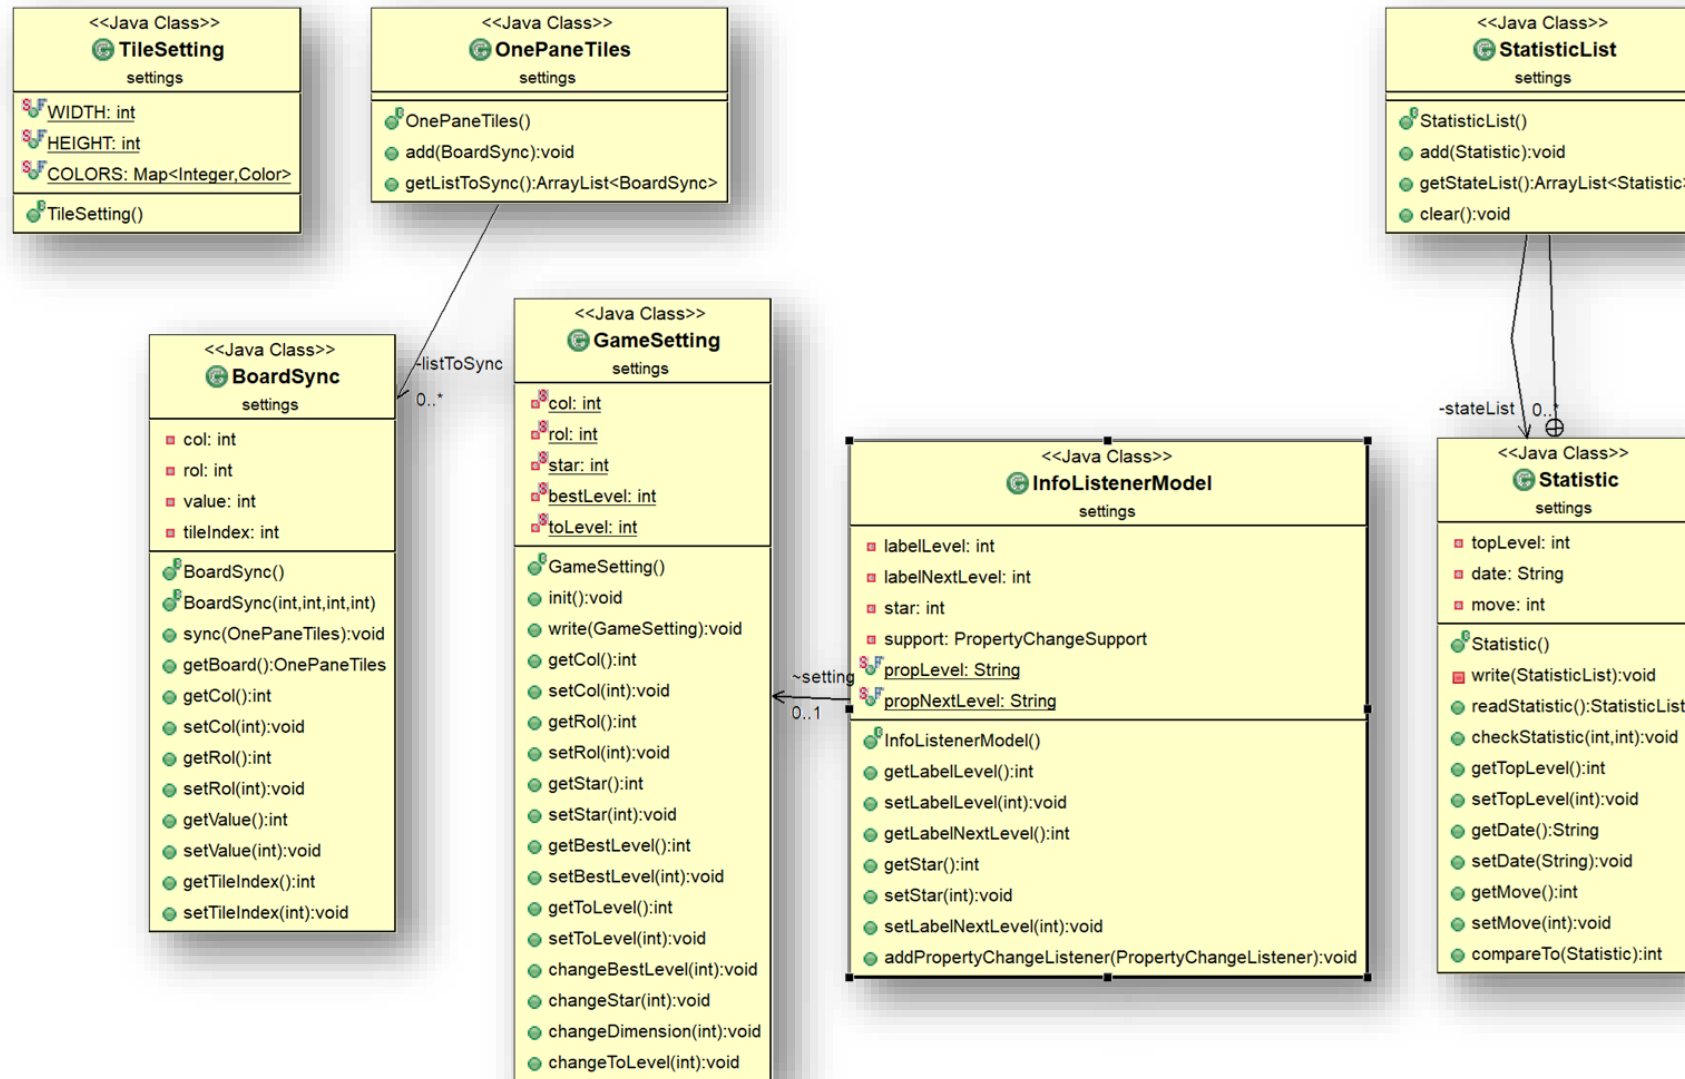 <<Java Class>>
TileSetting
settings
WIDTH: int
HEIGHT: int
COLORS: Map<Integer,Color>
TileSetting()
<<Java Class>>
OnePaneTiles
settings
OnePaneTiles()
add(BoardSync):void
getListToSync():ArrayList<BoardSync>
<<Java Class>>
StatisticList
settings
StatisticList()
add(Statistic):void
getStateList():ArrayList<Statistic>
clear():void
-listToSync
0..*
<<Java Class>>
BoardSync
settings
col: int
rol: int
value: int
tileIndex: int
BoardSync()
BoardSync(int,int,int,int)
sync(OnePaneTiles):void
getBoard():OnePaneTiles
getCol():int
setCol(int):void
getRol():int
setRol(int):void
getValue():int
setValue(int):void
getTileIndex():int
setTileIndex(int):void
<<Java Class>>
GameSetting
settings
col: int
rol: int
star: int
bestLevel: int
toLevel: int
GameSetting()
init():void
write(GameSetting):void
getCol():int
setCol(int):void
getRol():int
setRol(int):void
getStar():int
setStar(int):void
getBestLevel():int
setBestLevel(int):void
getToLevel():int
setToLevel(int):void
changeBestLevel(int):void
changeStar(int):void
changeDimension(int):void
changeToLevel(int):void
~setting
0..1
<<Java Class>>
InfoListenerModel
settings
labelLevel: int
labelNextLevel: int
star: int
support: PropertyChangeSupport
propLevel: String
propNextLevel: String
InfoListenerModel()
getLabelLevel():int
setLabelLevel(int):void
getLabelNextLevel():int
getStar():int
setStar(int):void
setLabelNextLevel(int):void
addPropertyChangeListener(PropertyChangeListener):void
-stateList
0..*
<<Java Class>>
Statistic
settings
topLevel: int
date: String
move: int
Statistic()
write(StatisticList):void
readStatistic():StatisticList
checkStatistic(int,int):void
getTopLevel():int
setTopLevel(int):void
getDate():String
setDate(String):void
getMove():int
setMove(int):void
compareTo(Statistic):int